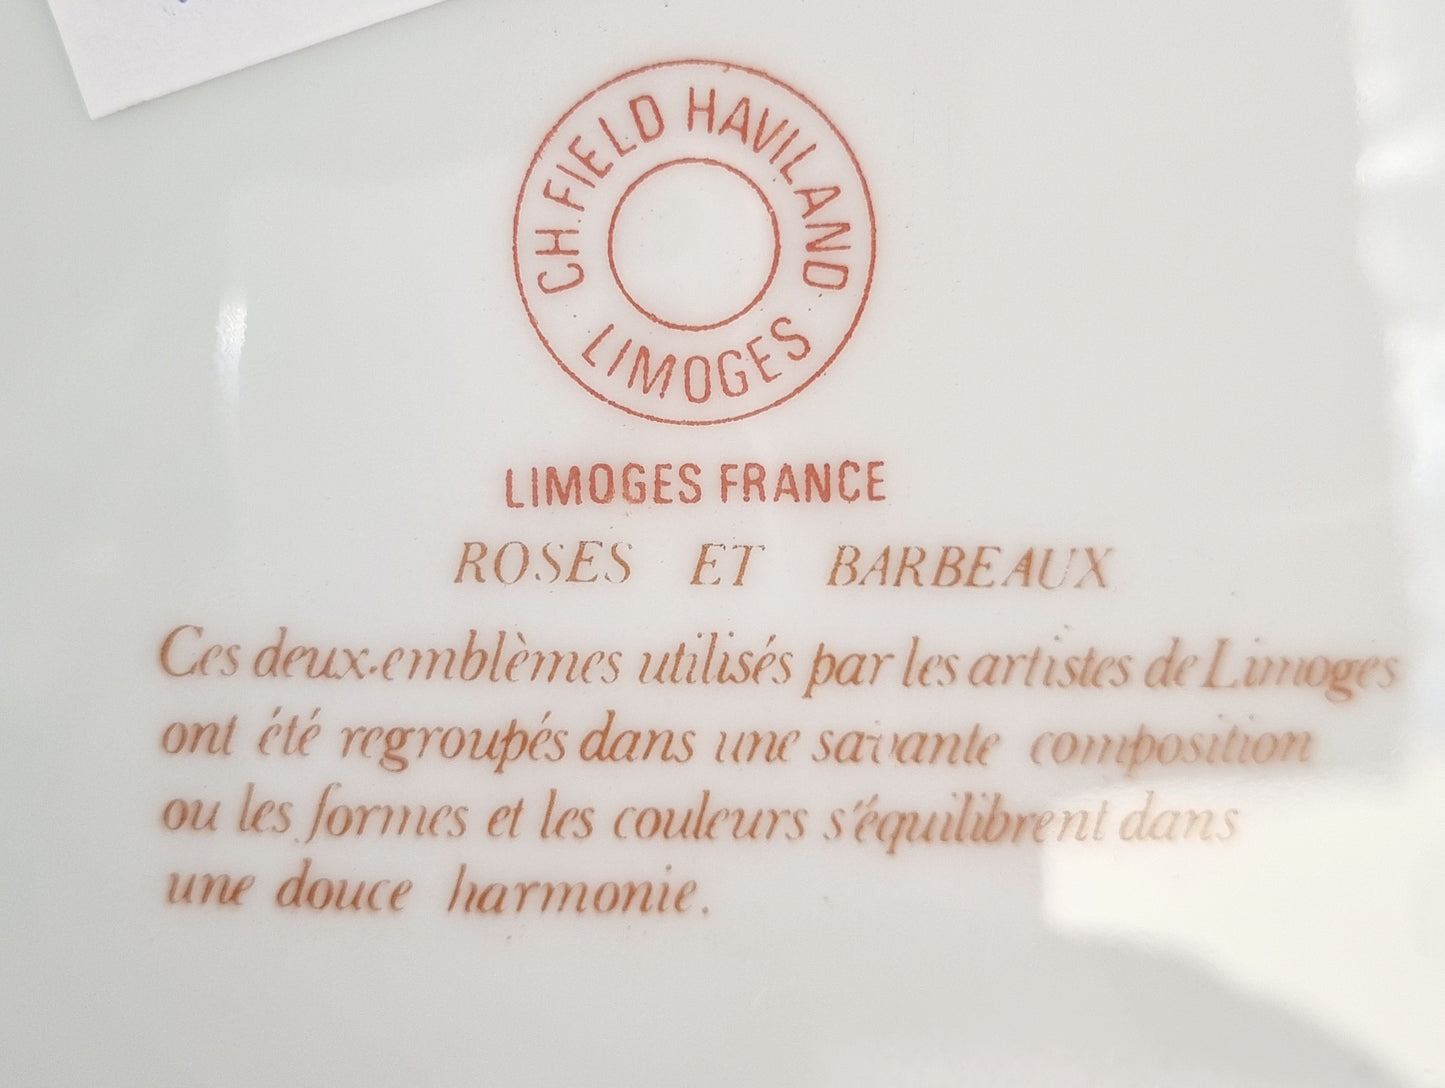 CH. FIELD HAVILAND
LIMOGES
LIMOGES FRANCE
ROSES ET BARBEAUX
Ces deux emblèmes utilisés par les artistes de Limoges
ont été regroupés dans une savante composition
ou les formes et les couleurs s'équilibrent dans
une douce harmonie.